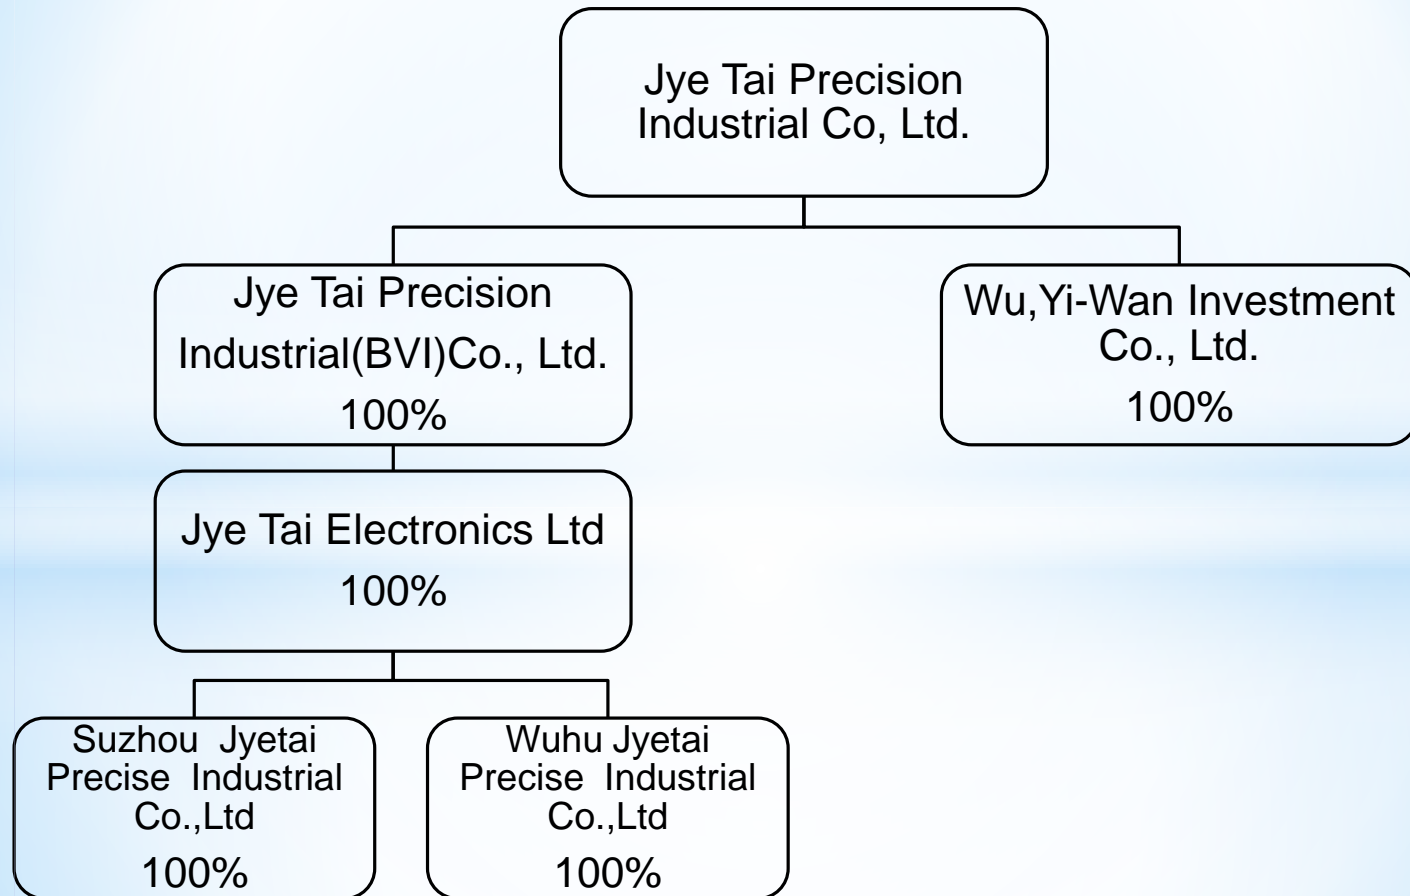 Jye Tai Precision
Industrial Co, Ltd.
Jye Tai Precision
Industrial(BVI)Co., Ltd.
100%
Wu,Yi-Wan Investment
Co., Ltd.
100%
Jye Tai Electronics Ltd
100%
Suzhou  Jyetai
Precise  Industrial
Co.,Ltd
100%
Wuhu Jyetai
Precise  Industrial
Co.,Ltd
100%